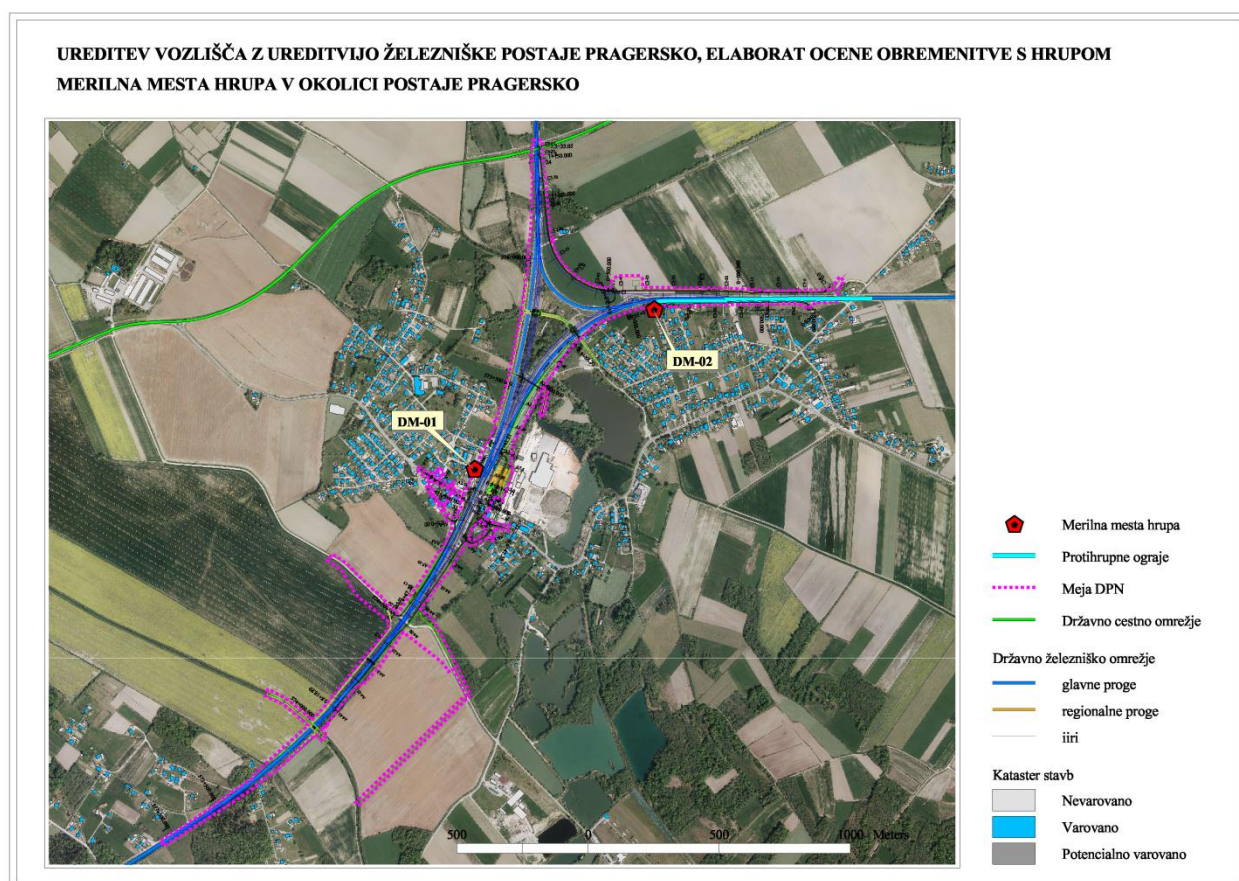 UREDITEV VOZLIŠČA Z UREDITVIJO ŽELEZNIŠKE POSTAJE PRAGERSKO, ELABORAT OCENE OBREMENITVE S HRUPOM
MERILNA MESTA HRUPA V OKOLICI POSTAJE PRAGERSKO
DM-02
DM-01
Merilna mesta hrupa
Protihrupne ograje
Meja DPN
Državno cestno omrežje
Državno železniško omrežje
glavne proge
regionalne proge
iiri
Kataster stavb
Nevarovano
Varovano
Potencialno varovano
500 0 500 1000 Meters